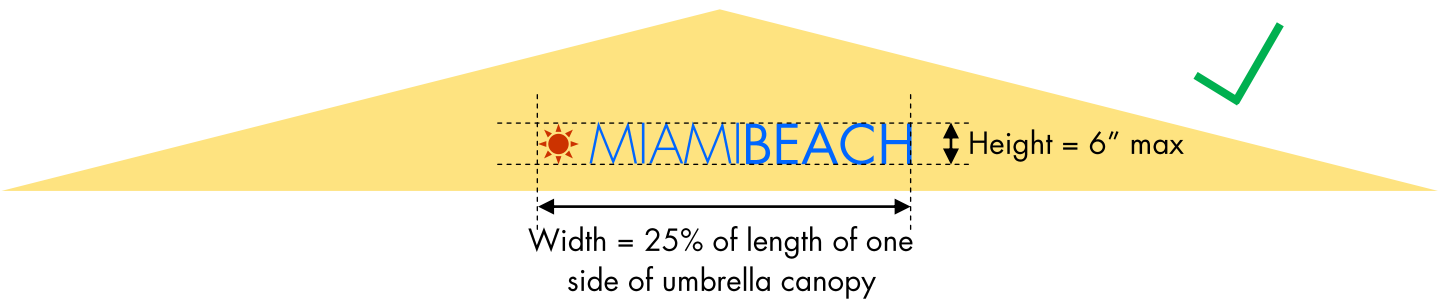 MIAMIBEACH
Height = 6” max
Width = 25% of length of one
side of umbrella canopy